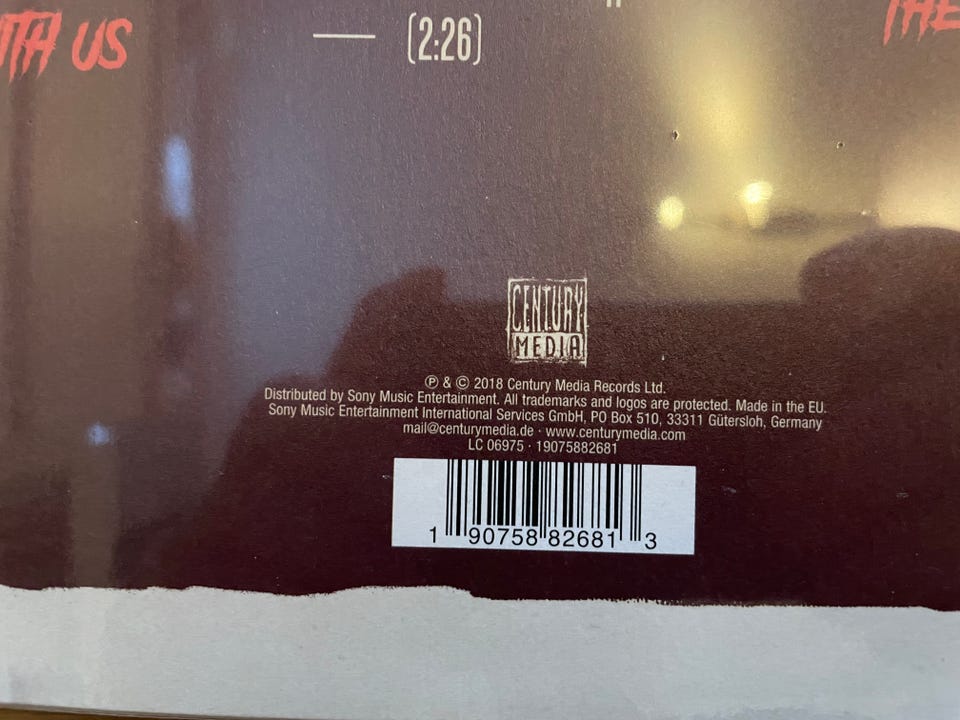 ITH US
(2:26)
THE
CENTURY
MEDIA
℗ & © 2018 Century Media Records Ltd.
Distributed by Sony Music Entertainment. All trademarks and logos are protected. Made in the EU.
Sony Music Entertainment International Services GmbH, PO Box 510, 33311 Gütersloh, Germany
mail@centurymedia.de · www.centurymedia.com
LC 06975 · 19075882681
1 90758 82681 3